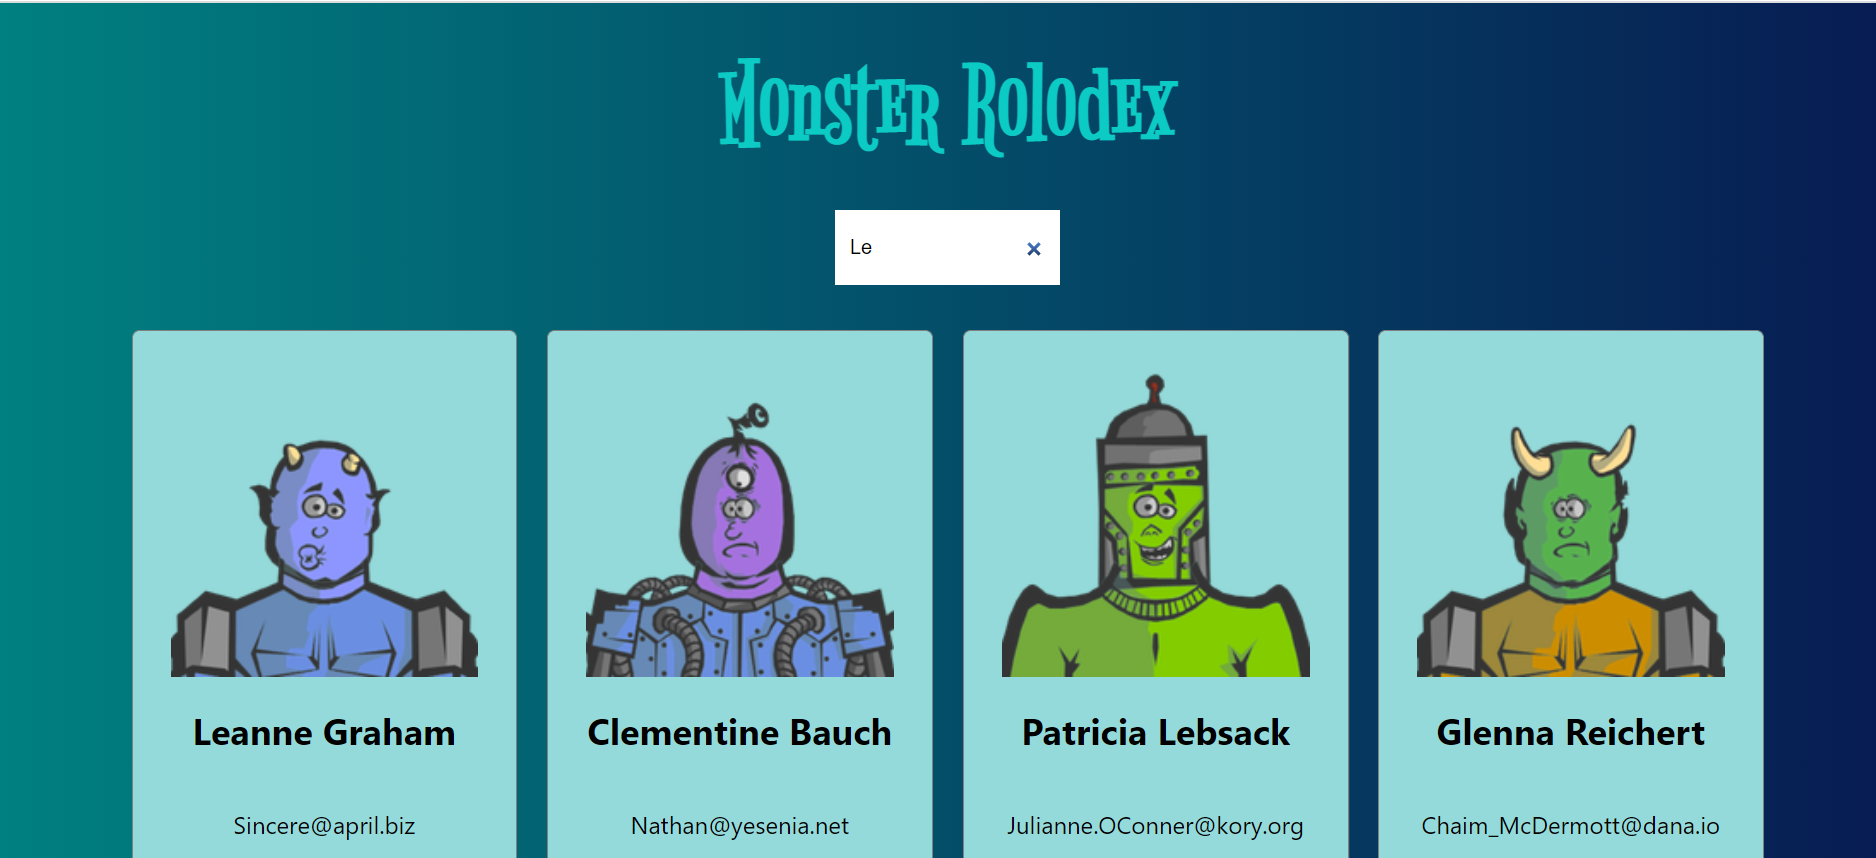 Monster Rolodex
Le
Leanne Graham
Clementine Bauch
Patricia Lebsack
Glenna Reichert
Sincere@april.biz
Nathan@yesenia.net
Julianne.OConner@kory.org
Chaim_McDermott@dana.io